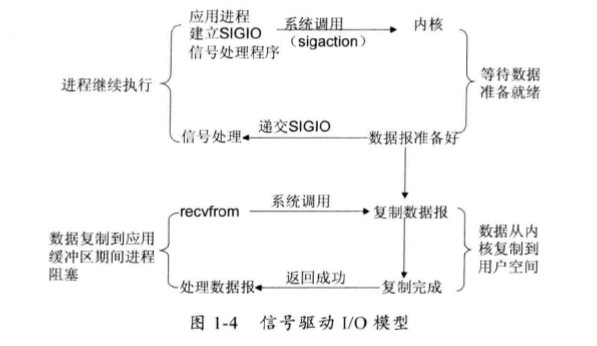 应用进程
建立SIGIO
信号处理程序
系统调用
（sigaction）
内核
进程继续执行
等待数据
准备就绪
信号处理
递交SIGIO
数据报准备好
recvfrom
系统调用
复制数据报
数据复制到应用
缓冲区期间进程
阻塞
数据从内
核复制到
用户空间
处理数据报
返回成功
复制完成
图 1-4 信号驱动 I/O 模型